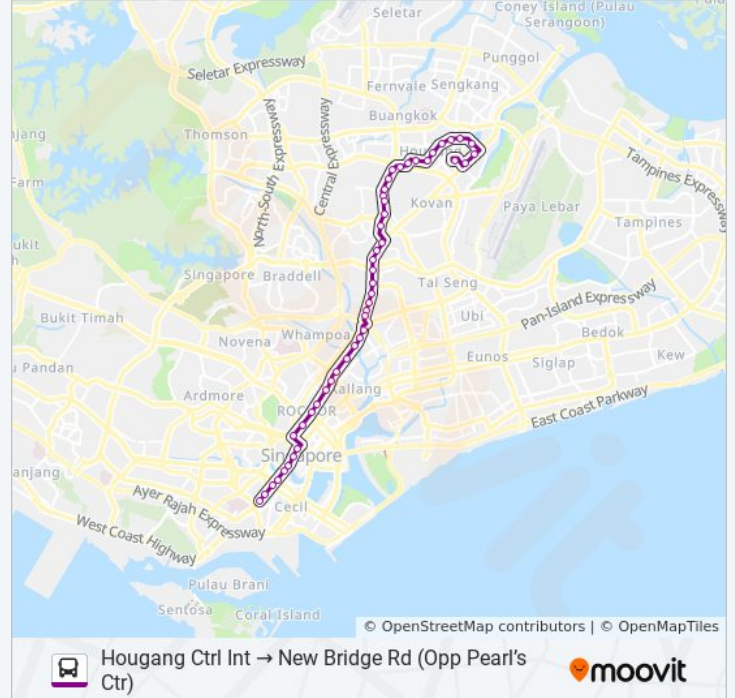 Seletar
Coney Island (Pulau
Serangoon)
Punggol
Seletar Expressway
Fernvale Sengkang
Buangkok
Thomson
North-South Expressway
Central Expressway
Tampines Expressway
Farm
Kovan
Paya Lebar
Tampines
Singapore
Braddell
Tai Seng
Pan-Island Expressway
Bukit Timah
Ubi
Whampoa
Bedok
Novena
Eunos
Kew
Siglap
Pandan
Ardmore
Kallang
East Coast Parkway
Singapore
Ayer Rajah Expressway
Cecil
West Coast Highway
Pulau Brani
Sentosa
Coral Island
© OpenStreetMap contributors | © OpenMapTiles
Hougang Ctrl Int → New Bridge Rd (Opp Pearl’s
Ctr)
moovit